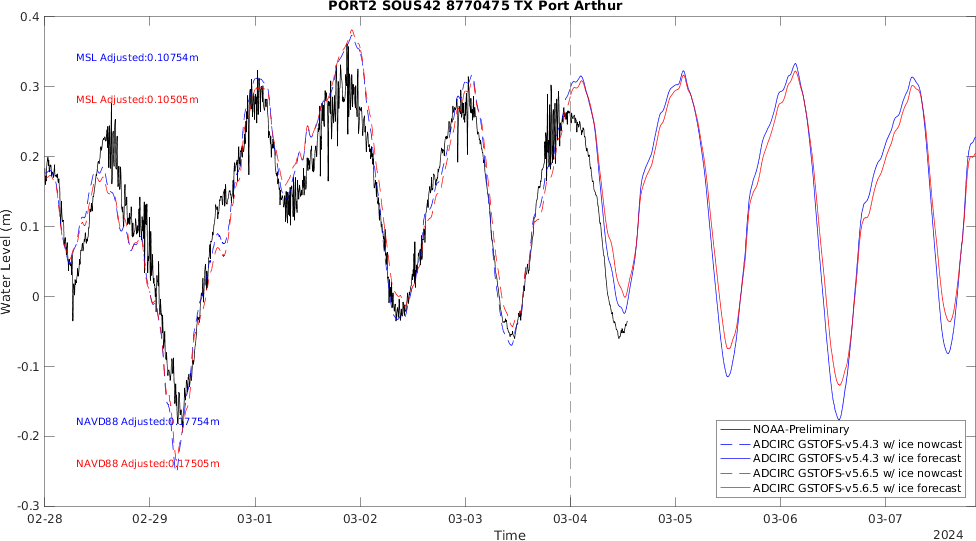 PORT2 SOUS42 8770475 TX Port Arthur
0.4
0.3
0.2
0.1
0
-0.1
-0.2
-0.3
Water Level (m)
MSL Adjusted:0.10754m
MSL Adjusted:0.10505m
NAVD88 Adjusted:0.17754m
NAVD88 Adjusted:0.17505m
NOAA-Preliminary
ADCIRC GSTOFS-v5.4.3 w/ ice nowcast
ADCIRC GSTOFS-v5.4.3 w/ ice forecast
ADCIRC GSTOFS-v5.6.5 w/ ice nowcast
ADCIRC GSTOFS-v5.6.5 w/ ice forecast
02-28 02-29 03-01 03-02 03-03 03-04 03-05 03-06 03-07
Time
2024